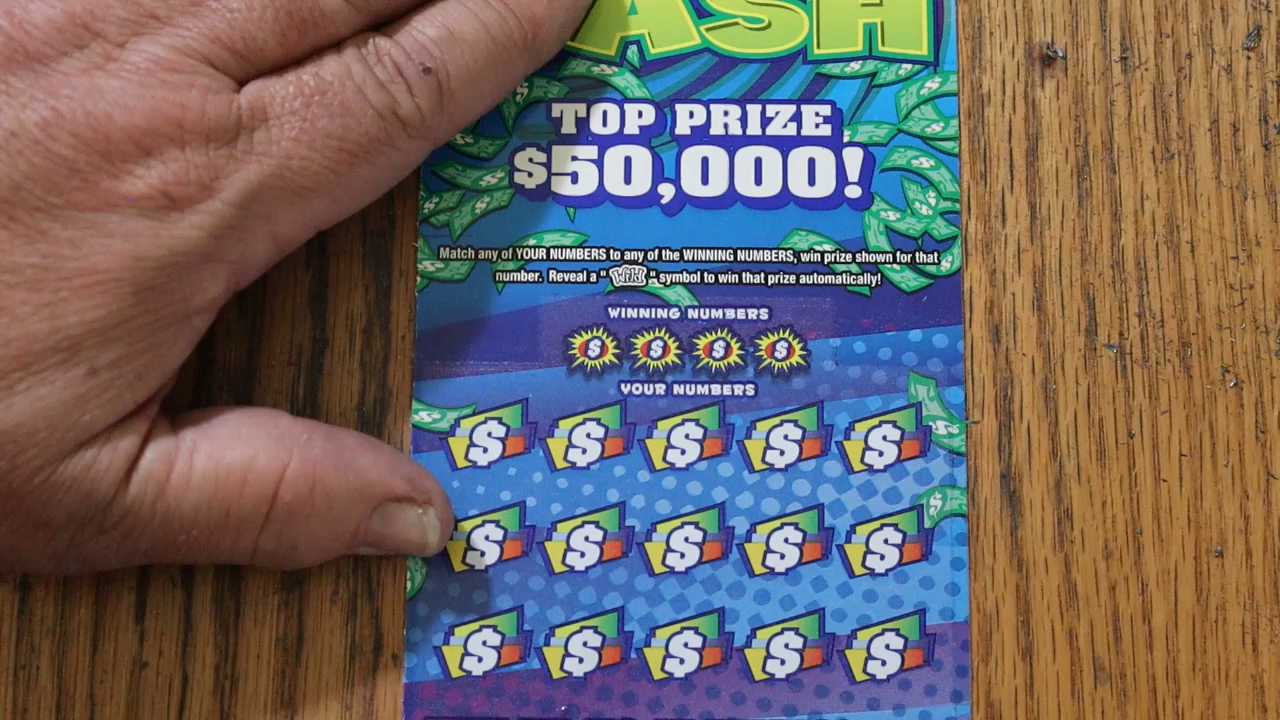 ASH
TOP PRIZE
$50,000!
Match any of YOUR NUMBERS to any of the WINNING NUMBERS, win prize shown for that
number. Reveal a "Wild" symbol to win that prize automatically!
WINNING NUMBERS
$ $ $ $
YOUR NUMBERS
$ $ $ $ $
$ $ $ $ $
$ $ $ $ $